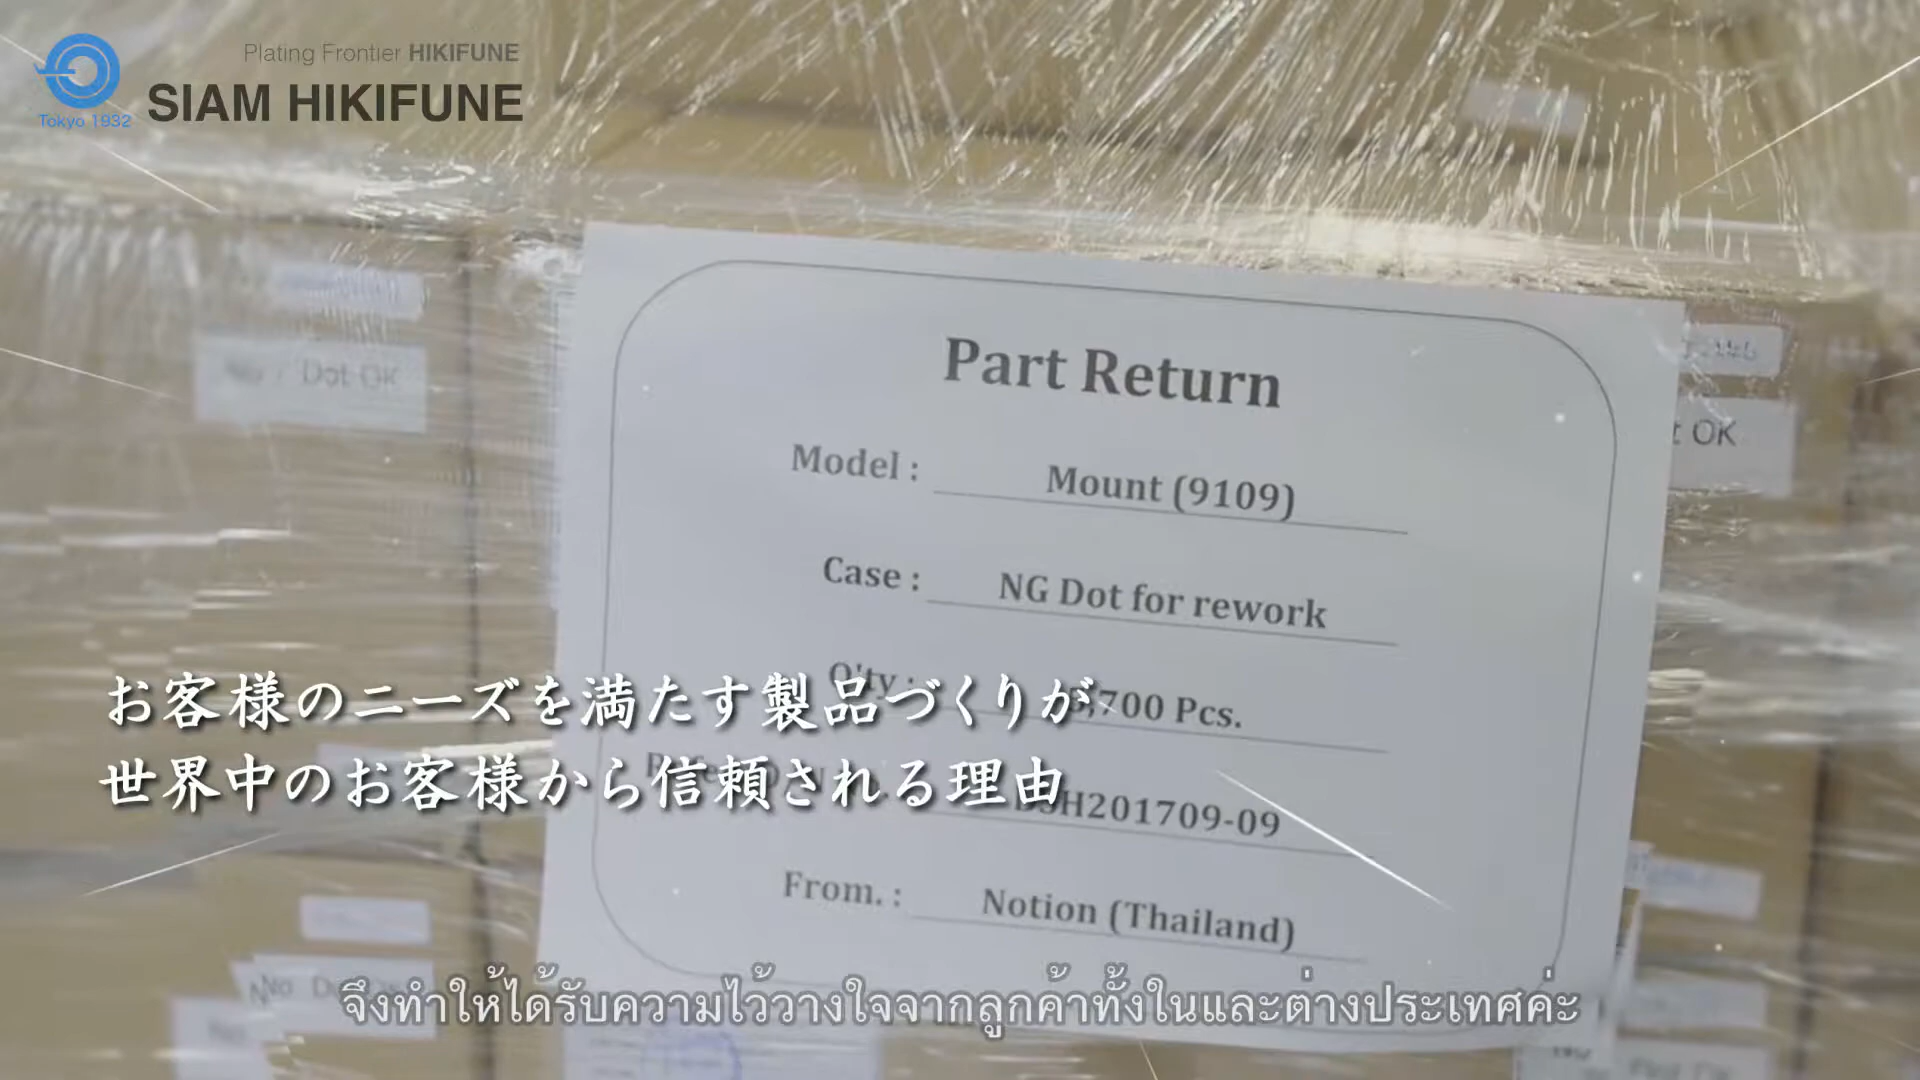 Plating Frontier HIKIFUNE
SIAM HIKIFUNE
Tokyo 1932
Dot OK
OK
Part Return
Model : Mount (9109)
Case : NG Dot for rework
Q'ty : ,700 Pcs.
SH201709-09
From. : Notion (Thailand)
お客様のニーズを満たす製品づくりが、
世界中のお客様から信頼される理由
No
จึงทำให้ได้รับความไว้วางใจจากลูกค้าทั้งในและต่างประเทศค่ะ